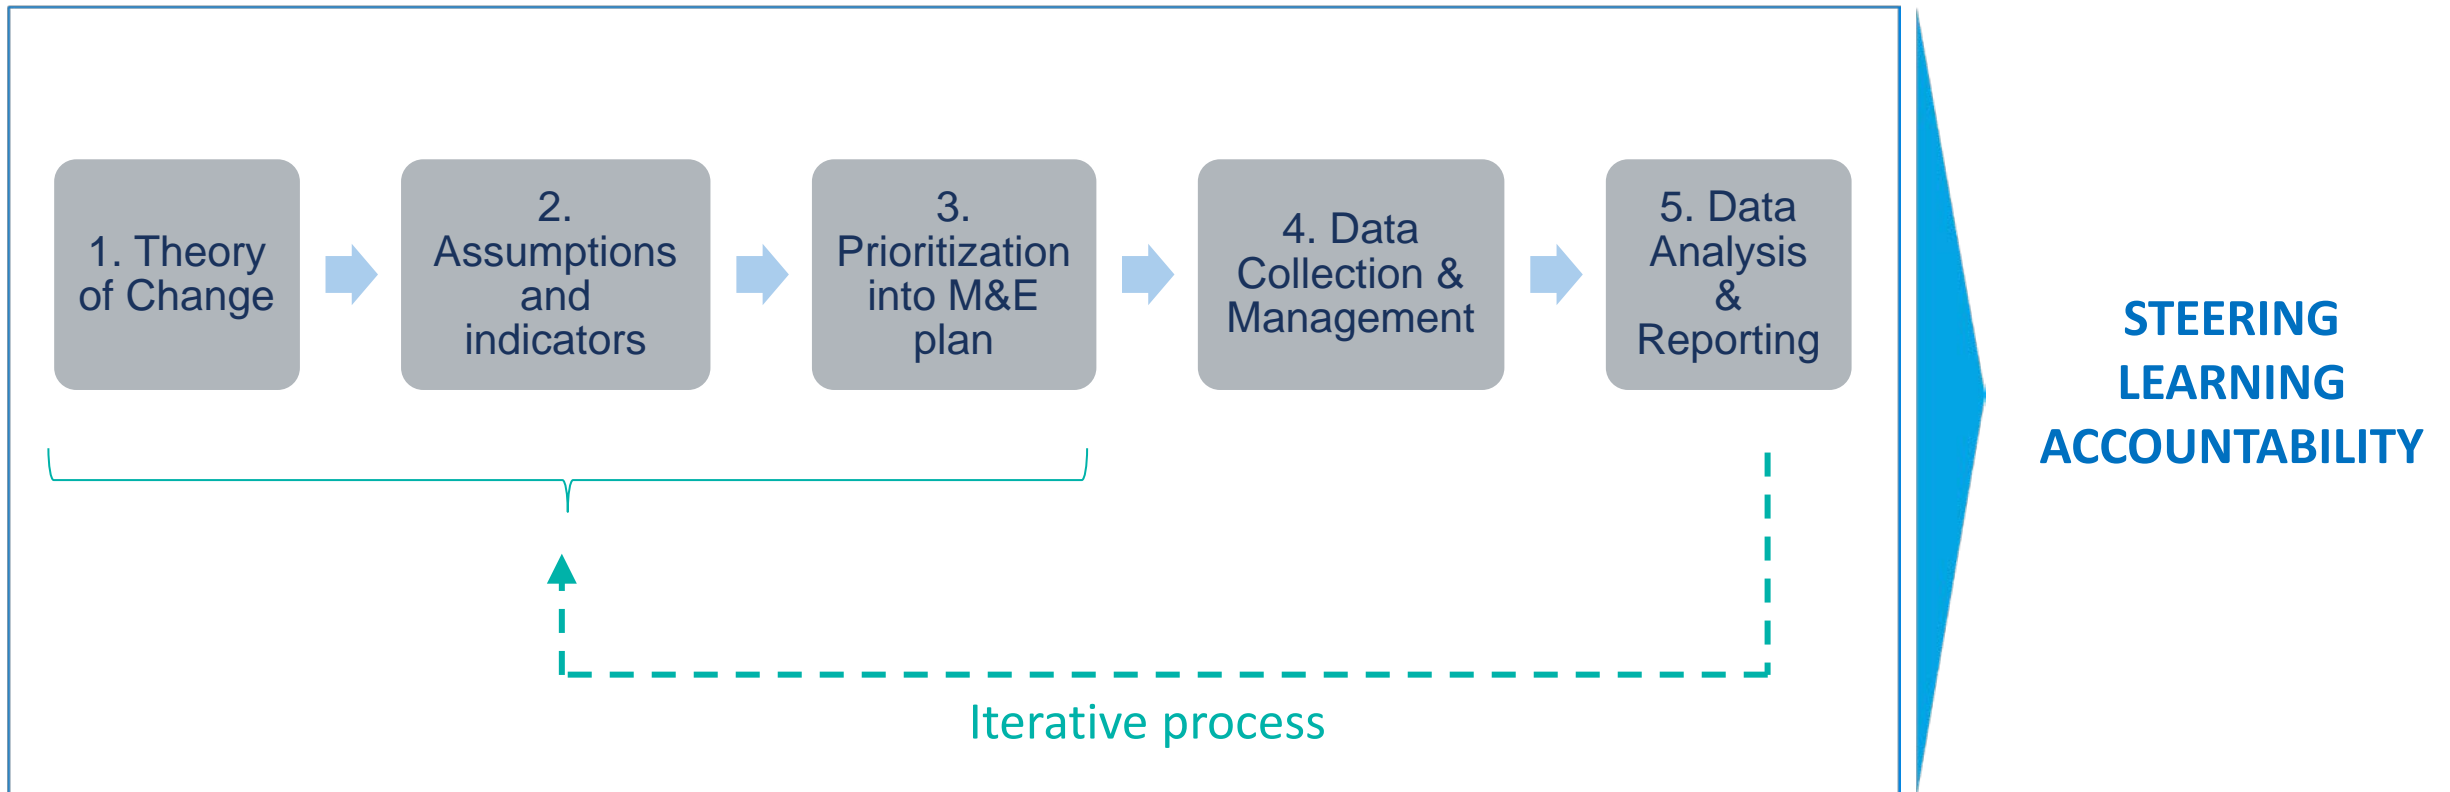 1. Theory
of Change
2.
Assumptions
and
indicators
3.
Prioritization
into M&E
plan
4. Data
Collection &
Management
5. Data
Analysis
&
Reporting
STEERING
LEARNING
ACCOUNTABILITY
Iterative process